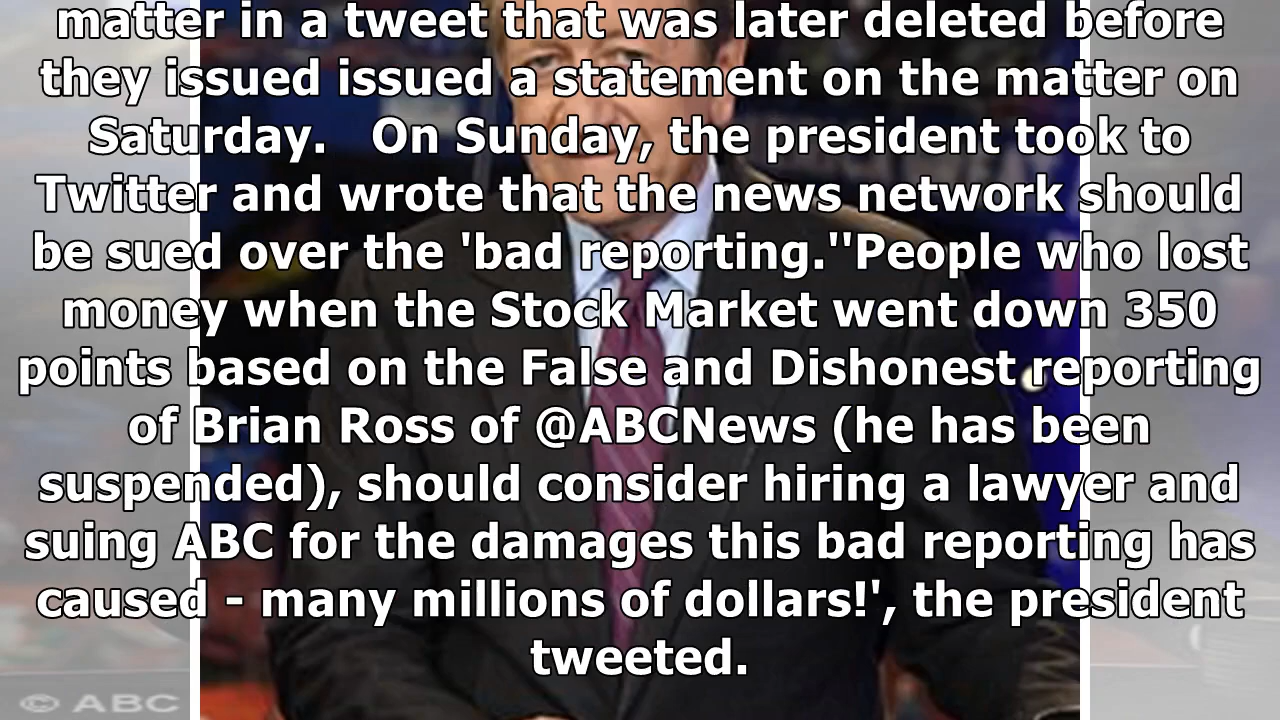 matter in a tweet that was later deleted before
they issued issued a statement on the matter on
Saturday.   On Sunday, the president took to
Twitter and wrote that the news network should
be sued over the 'bad reporting.''People who lost
money when the Stock Market went down 350
points based on the False and Dishonest reporting
of Brian Ross of @ABCNews (he has been
suspended), should consider hiring a lawyer and
suing ABC for the damages this bad reporting has
caused - many millions of dollars!', the president
tweeted.
© ABC